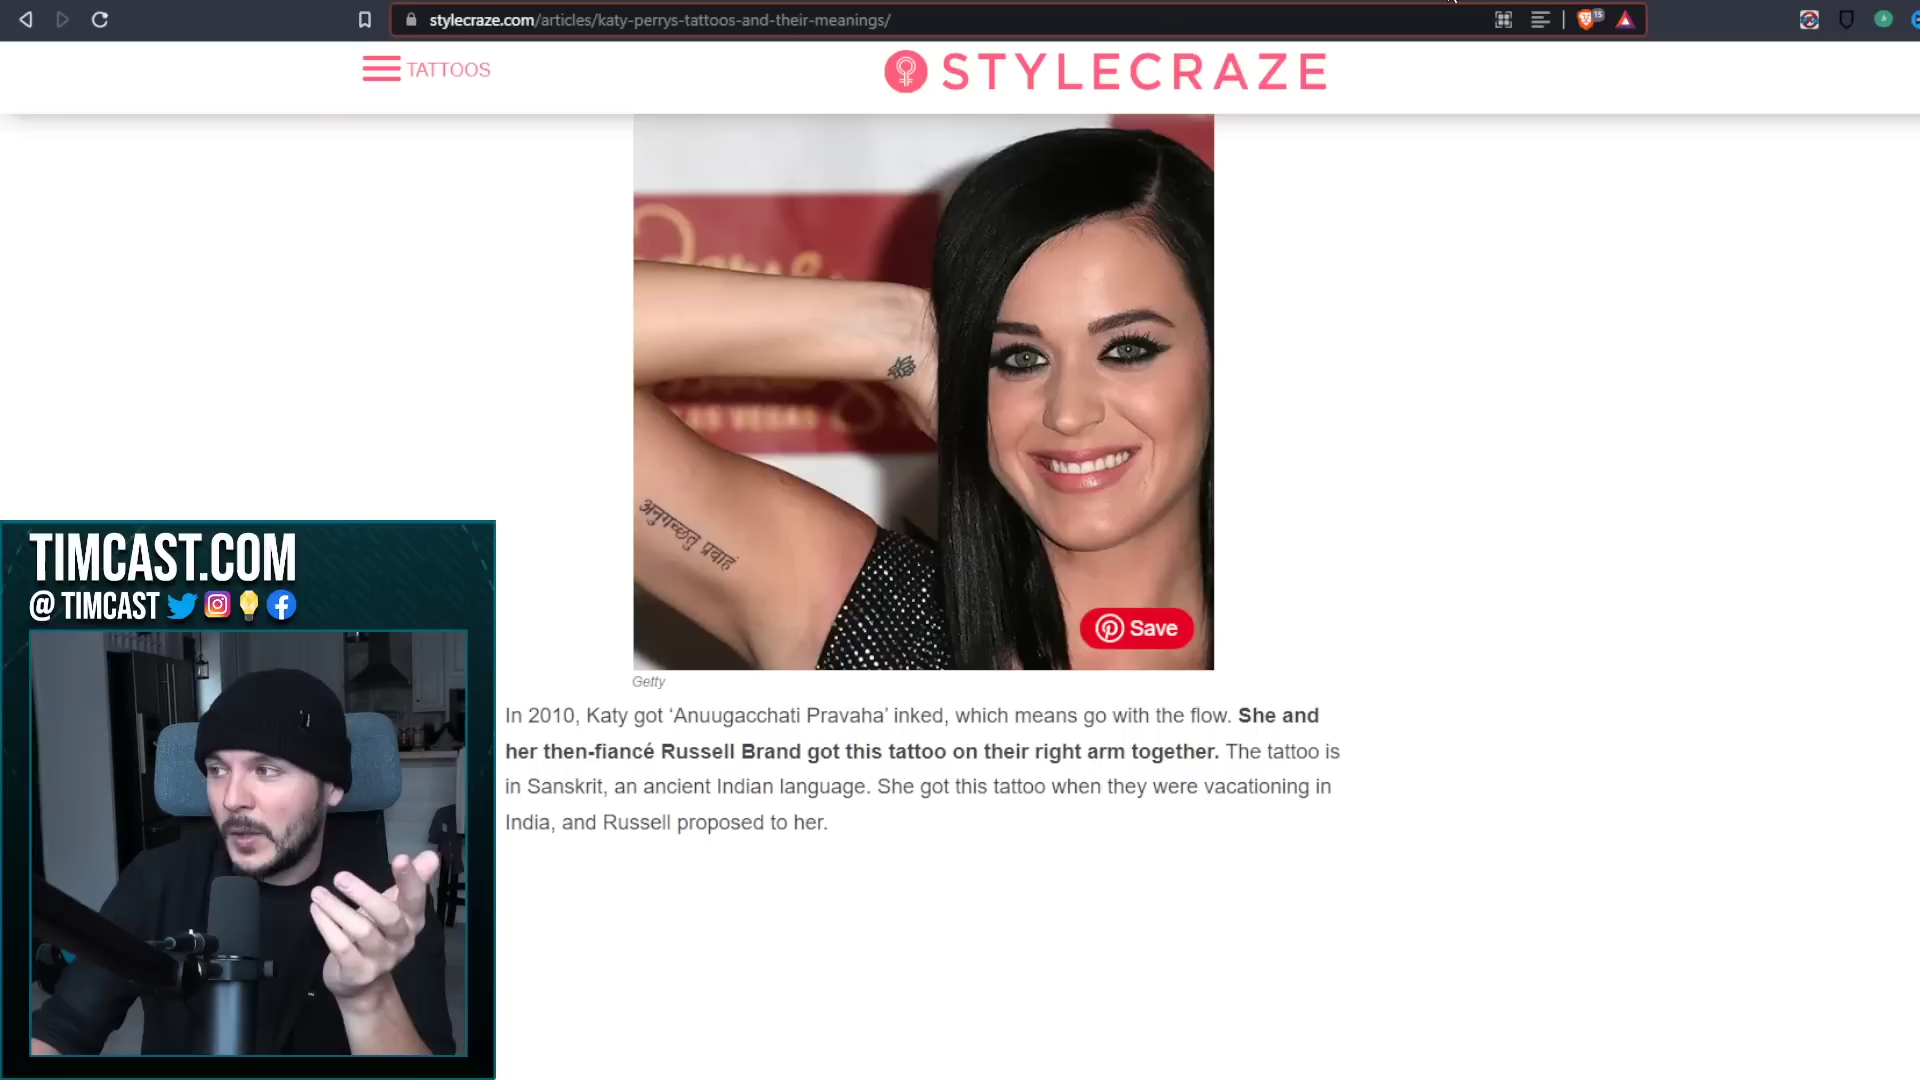 stylecraze.com/articles/katy-perrys-tattoos-and-their-meanings/
15
TATTOOS
STYLECRAZE
अनुगच्छतु प्रवाहं
Save
Getty
In 2010, Katy got ‘Anuugacchati Pravaha’ inked, which means go with the flow. She and
her then-fiancé Russell Brand got this tattoo on their right arm together. The tattoo is
in Sanskrit, an ancient Indian language. She got this tattoo when they were vacationing in
India, and Russell proposed to her.
TIMCAST.COM
@ TIMCAST